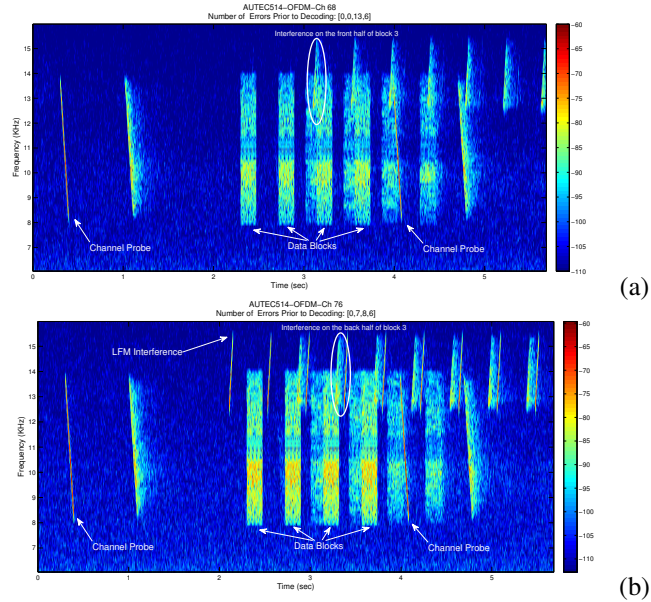 AUTEC514-OFDM-Ch 68
Number of Errors Prior to Decoding: [0,0,13,6]
Interference on the front half of block 3
Frequency (KHz)
16
15
14
13
12
11
10
9
8
7
Channel Probe
Data Blocks
Channel Probe
0
1
2
3
4
5
Time (sec)
-60
-65
-70
-75
-80
-85
-90
-95
-100
-105
-110
(a)
AUTEC514-OFDM-Ch 76
Number of Errors Prior to Decoding: [0,7,8,6]
Interference on the back half of block 3
LFM Interference
Frequency (KHz)
15
14
13
12
11
10
9
8
7
6
Channel Probe
Data Blocks
Channel Probe
0
1
2
3
4
5
Time (sec)
-60
-65
-70
-75
-80
-85
-90
-95
-100
-105
-110
(b)